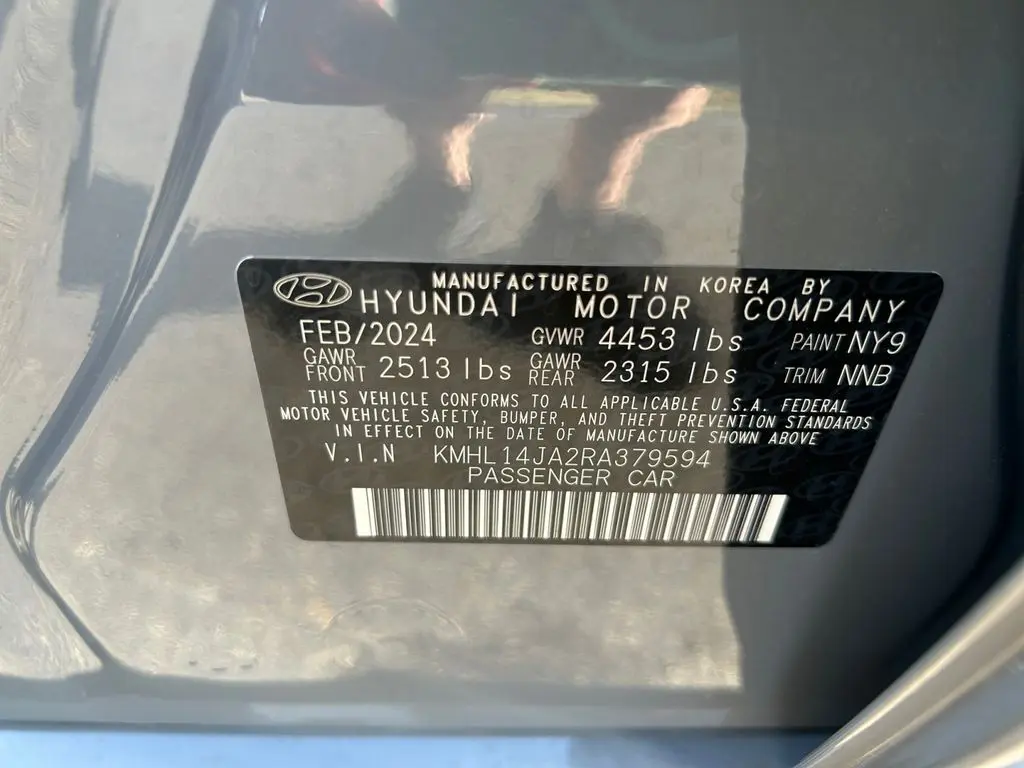 MANUFACTURED IN KOREA BY
HYUNDAI MOTOR COMPANY
FEB/2024 GVWR 4453 lbs PAINT NY9
GAWR FRONT 2513 lbs GAWR REAR 2315 lbs TRIM NNB
THIS VEHICLE CONFORMS TO ALL APPLICABLE U.S.A. FEDERAL
MOTOR VEHICLE SAFETY, BUMPER, AND THEFT PREVENTION STANDARDS
IN EFFECT ON THE DATE OF MANUFACTURE SHOWN ABOVE
V.I.N KMHL14JA2RA379594
PASSENGER CAR